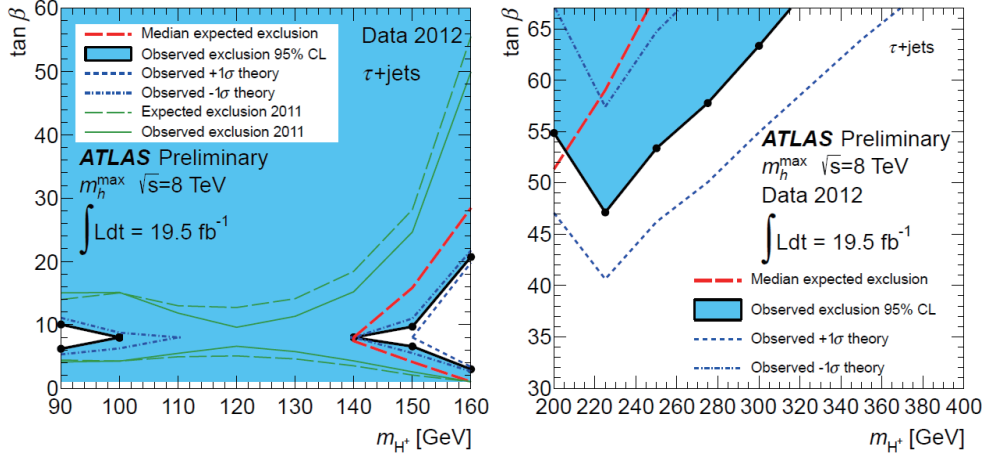 tan β
60
50
40
30
20
10
0
90 100 110 120 130 140 150 160
m_H⁺ [GeV]
Median expected exclusion
Observed exclusion 95% CL
Observed +1σ theory
Observed -1σ theory
Expected exclusion 2011
Observed exclusion 2011
Data 2012
τ+jets
ATLAS Preliminary
m_h^max √s=8 TeV
∫ Ldt = 19.5 fb⁻¹
tan β
65
60
55
50
45
40
35
30
200 220 240 260 280 300 320 340 360 380 400
m_H⁺ [GeV]
τ+jets
ATLAS Preliminary
m_h^max √s=8 TeV
Data 2012
∫ Ldt = 19.5 fb⁻¹
Median expected exclusion
Observed exclusion 95% CL
Observed +1σ theory
Observed -1σ theory